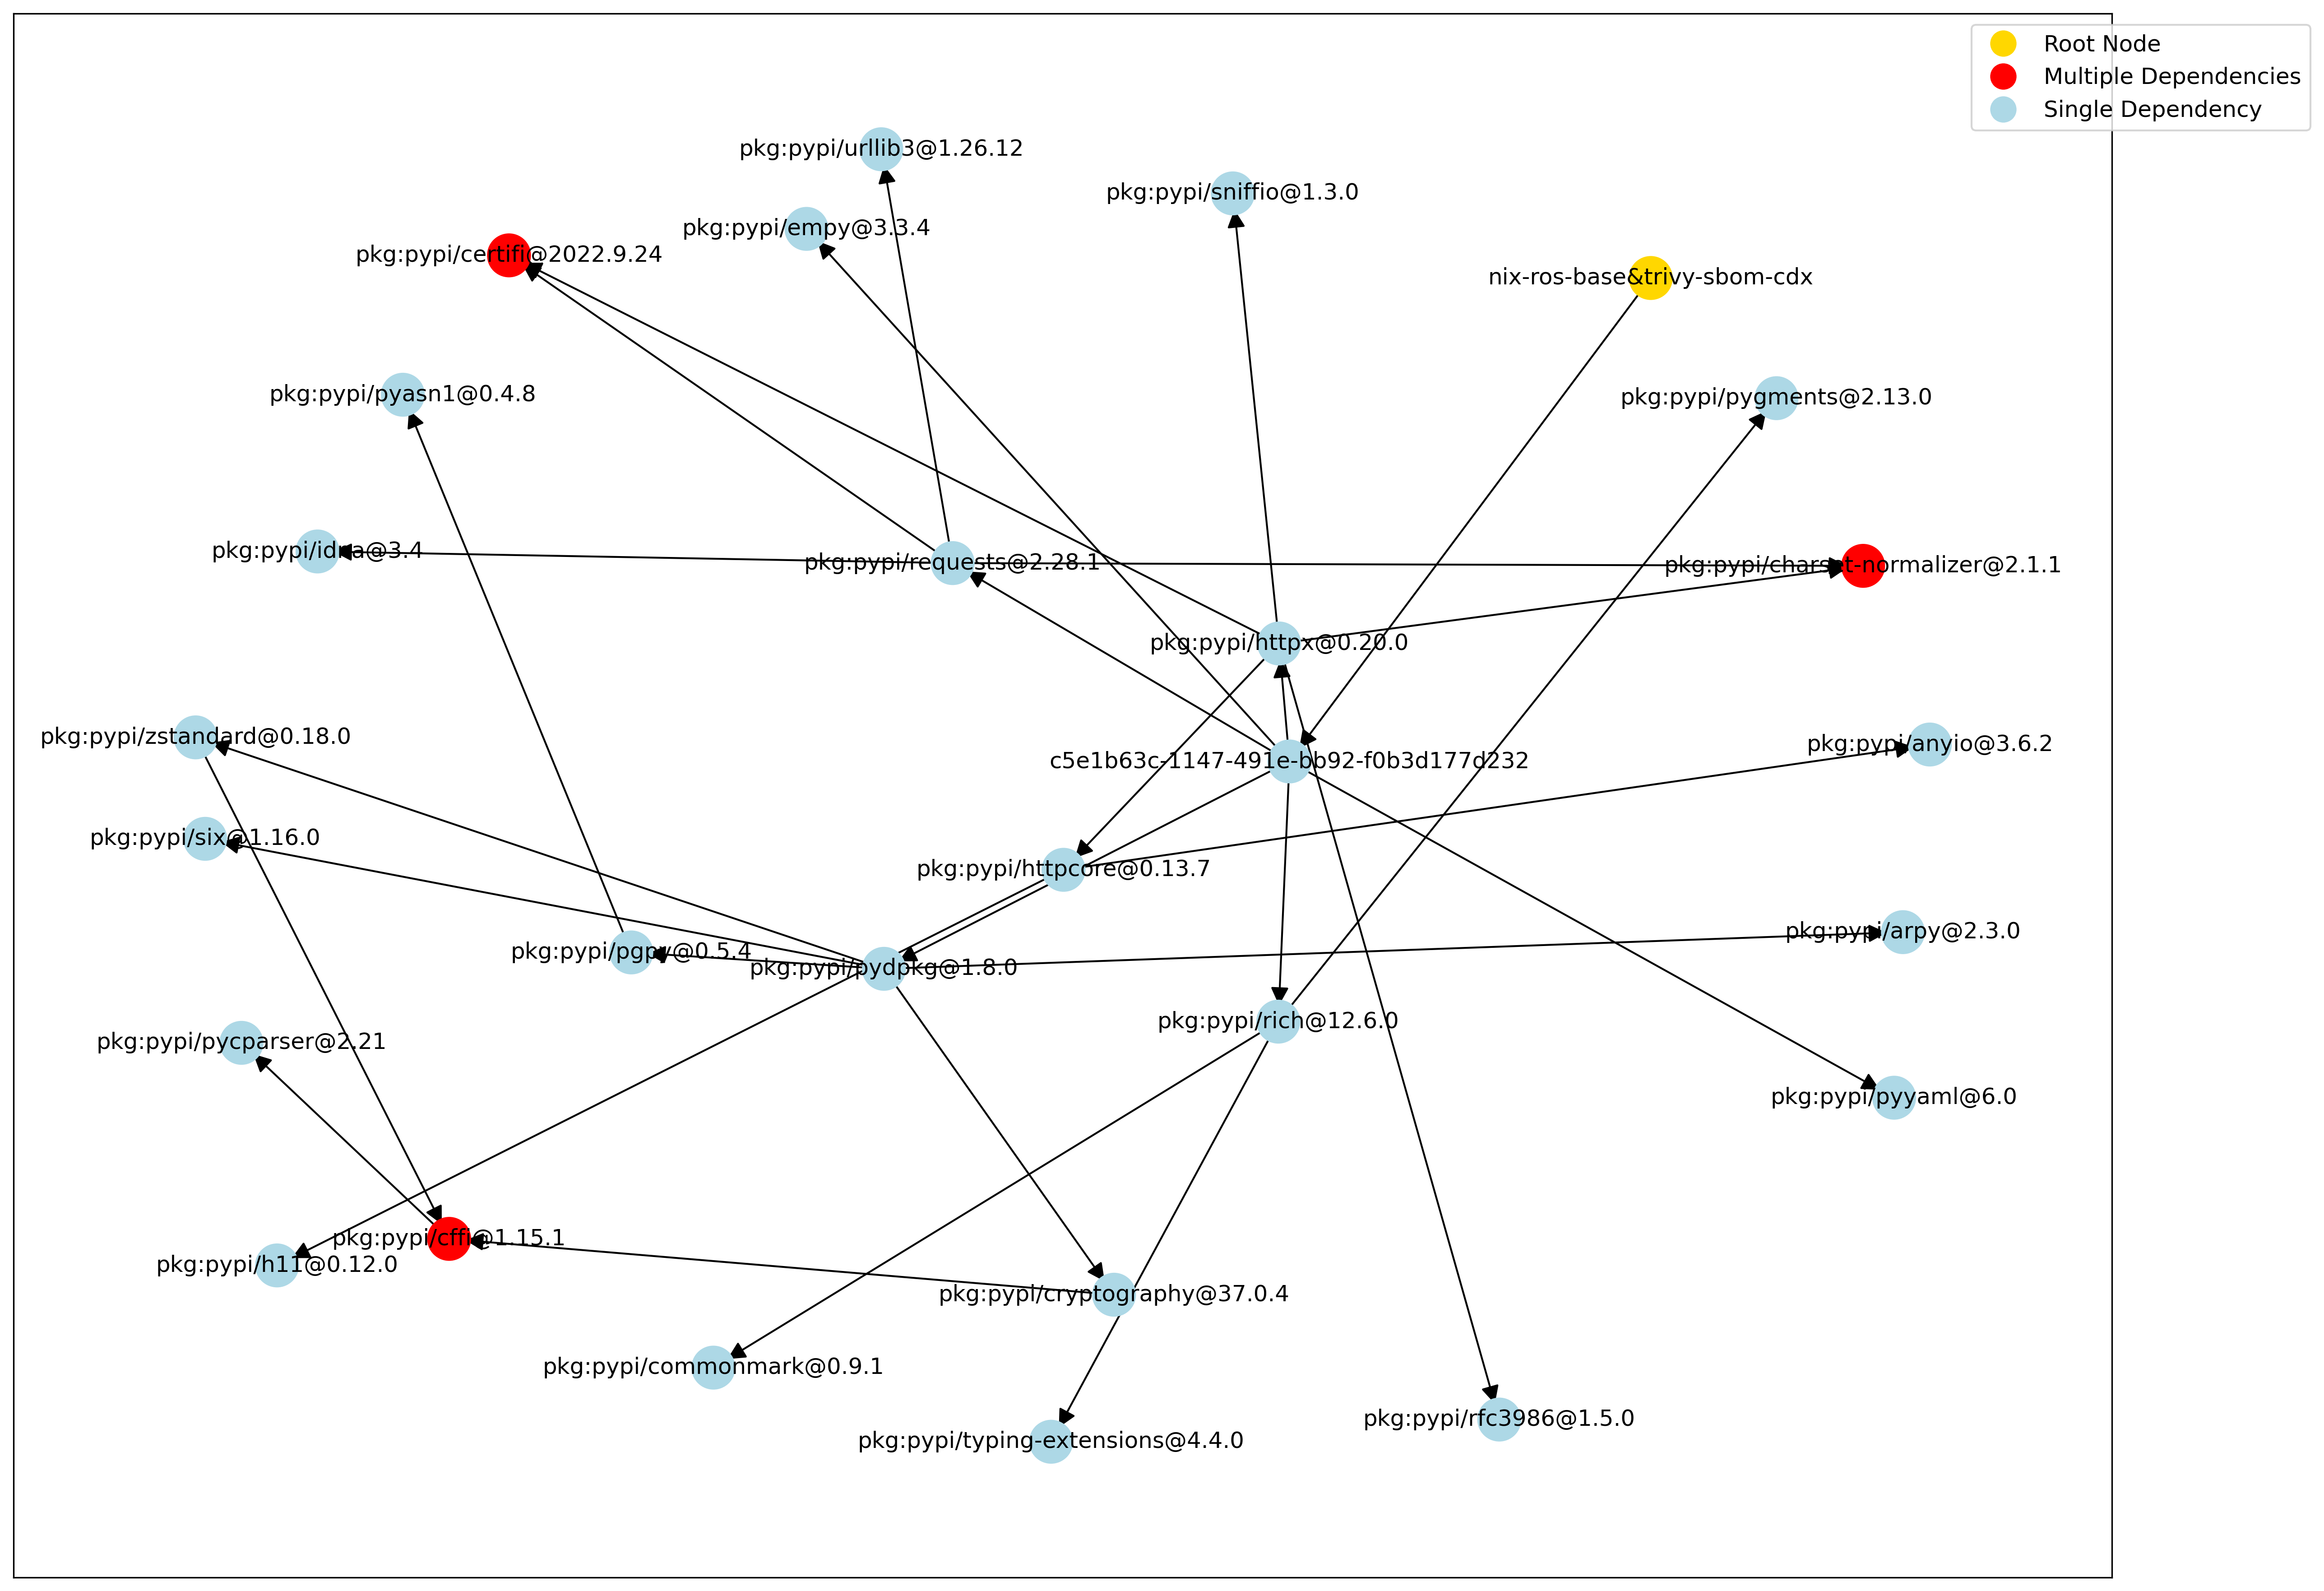 Root Node
Multiple Dependencies
Single Dependency
pkg:pypi/urllib3@1.26.12
pkg:pypi/sniffio@1.3.0
pkg:pypi/empy@3.3.4
pkg:pypi/certifi@2022.9.24
nix-ros-base&trivy-sbom-cdx
pkg:pypi/pyasn1@0.4.8
pkg:pypi/pygments@2.13.0
pkg:pypi/idna@3.4
pkg:pypi/requests@2.28.1
pkg:pypi/charset-normalizer@2.1.1
pkg:pypi/httpx@0.20.0
pkg:pypi/zstandard@0.18.0
pkg:pypi/anyio@3.6.2
c5e1b63c-1147-491e-bb92-f0b3d177d232
pkg:pypi/six@1.16.0
pkg:pypi/httpcore@0.13.7
pkg:pypi/arpy@2.3.0
pkg:pypi/pgpy@0.5.4
pkg:pypi/pydpkg@1.8.0
pkg:pypi/rich@12.6.0
pkg:pypi/pycparser@2.21
pkg:pypi/pyyaml@6.0
pkg:pypi/cffi@1.15.1
pkg:pypi/h11@0.12.0
pkg:pypi/cryptography@37.0.4
pkg:pypi/commonmark@0.9.1
pkg:pypi/rfc3986@1.5.0
pkg:pypi/typing-extensions@4.4.0